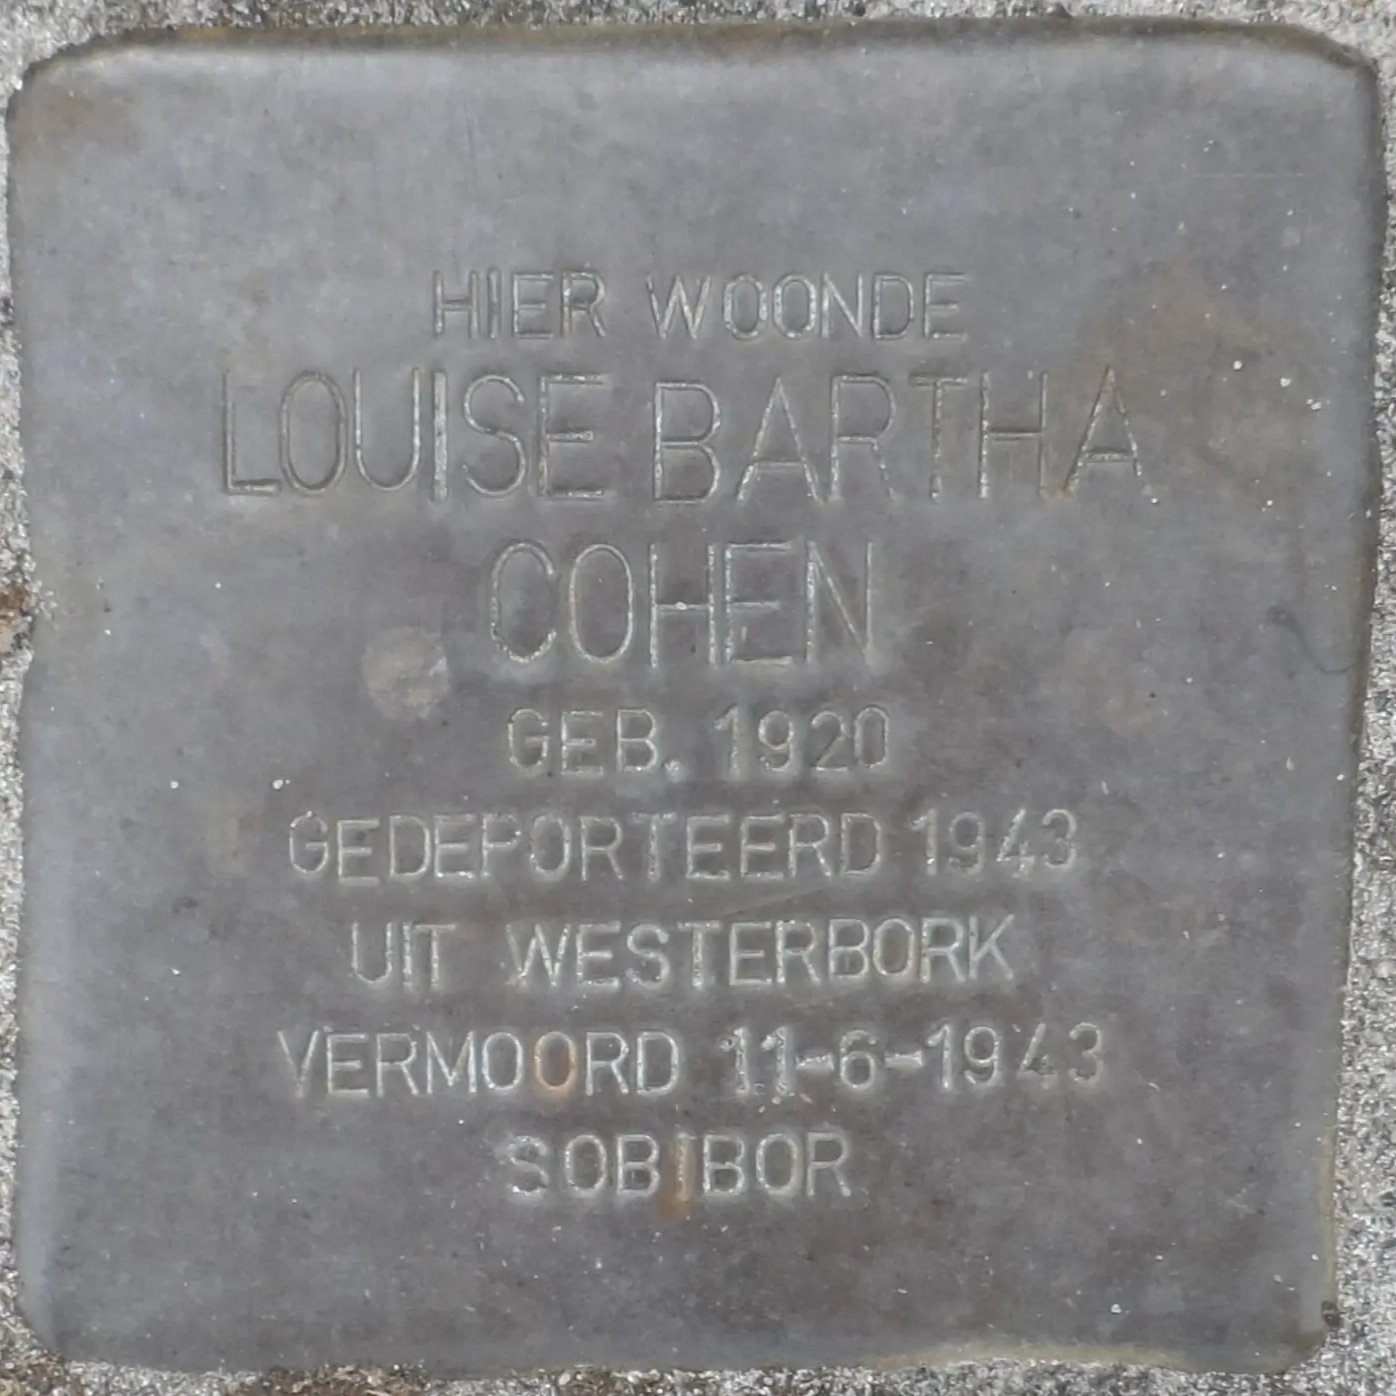 HIER WOONDE
LOUISE BARTHA
COHEN
GEB. 1920
GEDEPORTEERD 1943
UIT WESTERBORK
VERMOORD 11-6-1943
SOBIBOR